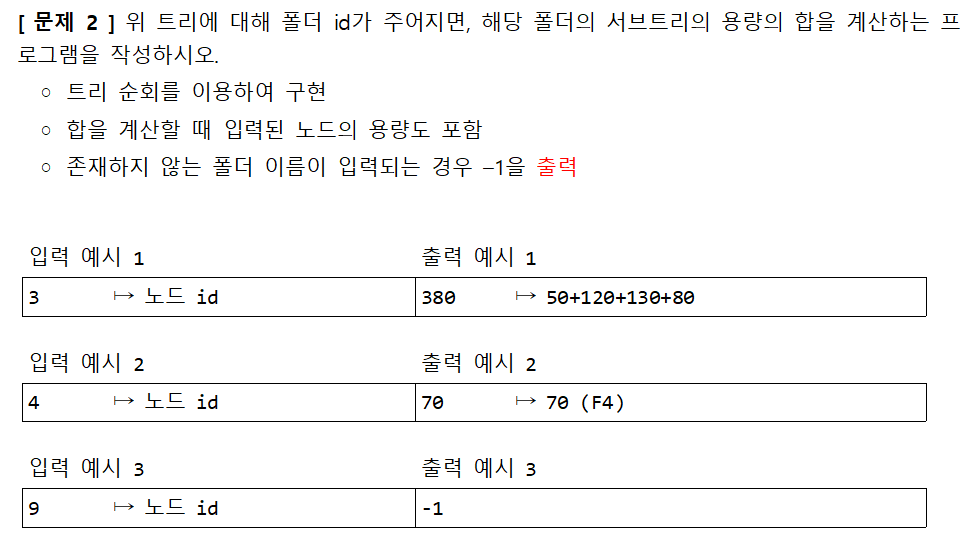 [ 문제 2 ] 위 트리에 대해 폴더 id가 주어지면, 해당 폴더의 서브트리의 용량의 합을 계산하는 프
로그램을 작성하시오.
○ 트리 순회를 이용하여 구현
○ 합을 계산할 때 입력된 노드의 용량도 포함
○ 존재하지 않는 폴더 이름이 입력되는 경우 –1을 출력
입력 예시 1 출력 예시 1
3 ↦ 노드 id 380 ↦ 50+120+130+80
입력 예시 2 출력 예시 2
4 ↦ 노드 id 70 ↦ 70 (F4)
입력 예시 3 출력 예시 3
9 ↦ 노드 id -1